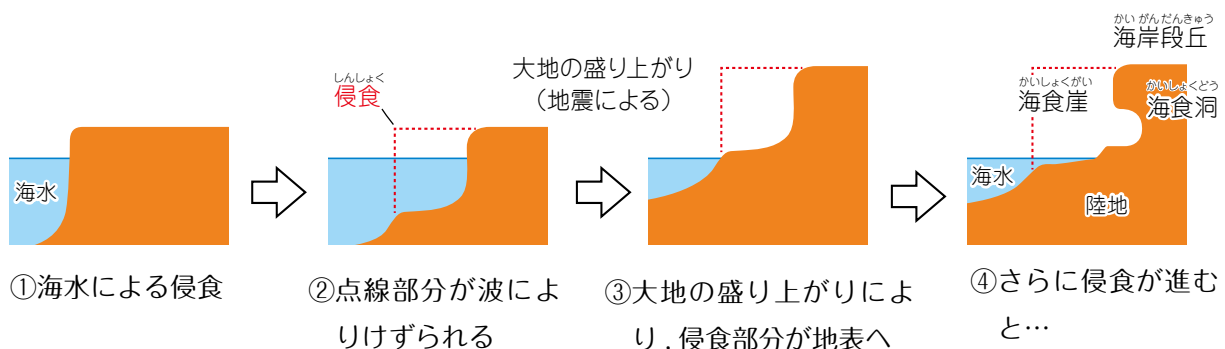 海水
①海水による侵食
しんしょく
侵食
②点線部分が波によ
りけずられる
大地の盛り上がり
（地震による）
③大地の盛り上がりによ
り，侵食部分が地表へ
かいがんだんきゅう
海岸段丘
かいしょくがい
海食崖
かいしょくどう
海食洞
海水
陸地
④さらに侵食が進む
と…